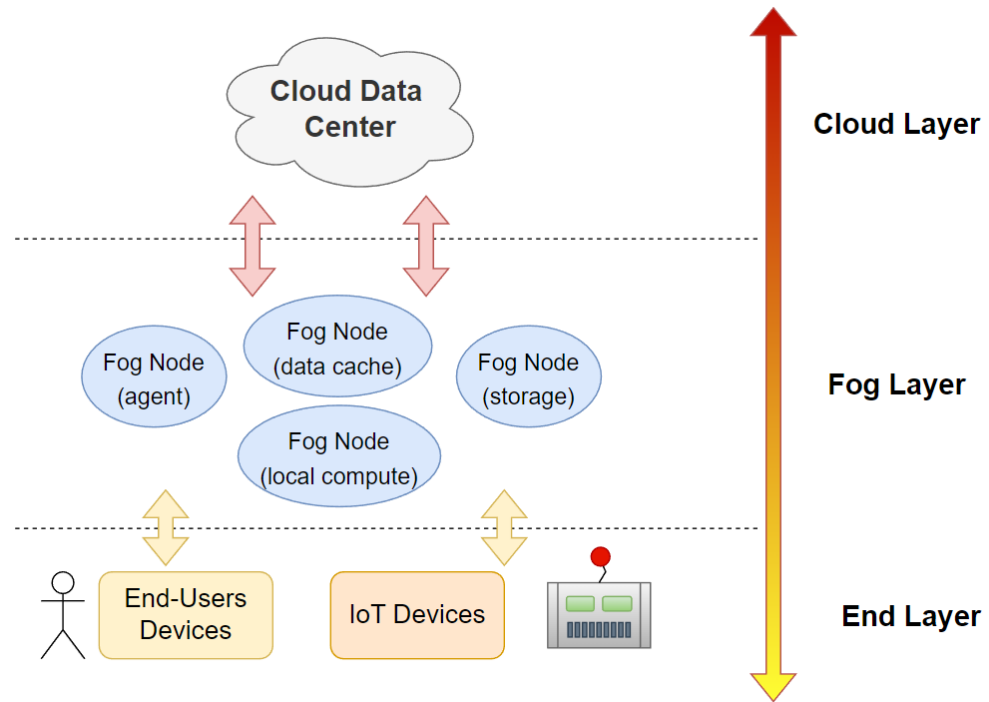 Cloud Data
Center
Cloud Layer
Fog Node
(agent)
Fog Node
(data cache)
Fog Node
(storage)
Fog Node
(local compute)
Fog Layer
End-Users
Devices
IoT Devices
End Layer